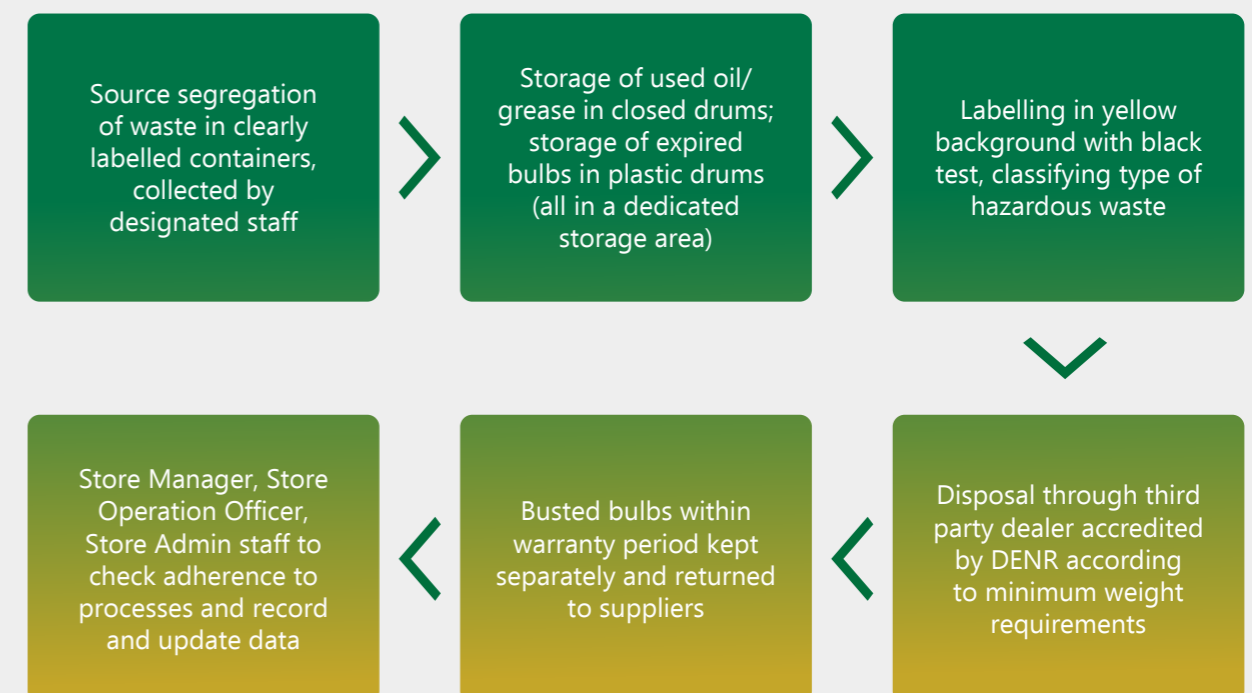 Source segregation
of waste in clearly
labelled containers,
collected by
designated staff
Storage of used oil/
grease in closed drums;
storage of expired
bulbs in plastic drums
(all in a dedicated
storage area)
Labelling in yellow
background with black
test, classifying type of
hazardous waste
Disposal through third
party dealer accredited
by DENR according
to minimum weight
requirements
Busted bulbs within
warranty period kept
separately and returned
to suppliers
Store Manager, Store
Operation Officer,
Store Admin staff to
check adherence to
processes and record
and update data